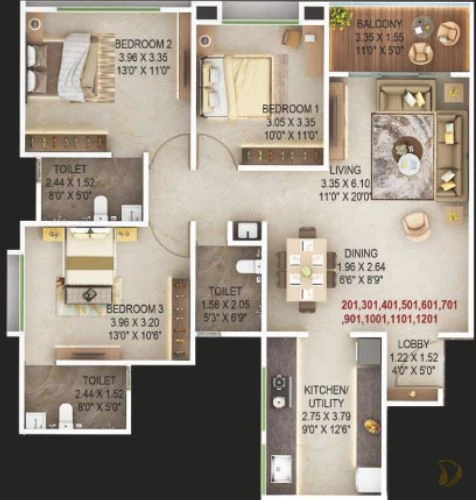 BEDROOM 2
3.96 X 3.35
13'0" X 11'0"
BEDROOM 1
3.05 X 3.35
10'0" X 11'0"
BALCONY
3.35 X 1.55
11'0" X 5'0"
TOILET
2.44 X 1.52
8'0" X 5'0"
LIVING
3.35 X 6.10
11'0" X 20'0"
DINING
1.96 X 2.64
6'6" X 8'9"
TOILET
1.58 X 2.05
5'3" X 6'9"
BEDROOM 3
3.96 X 3.20
13'0" X 10'6"
201,301,401,501,601,701
,901,1001,1101,1201
LOBBY
1.22 X 1.52
4'0" X 5'0"
TOILET
2.44 X 1.52
8'0" X 5'0"
KITCHEN/
UTILITY
2.75 X 3.79
9'0" X 12'6"